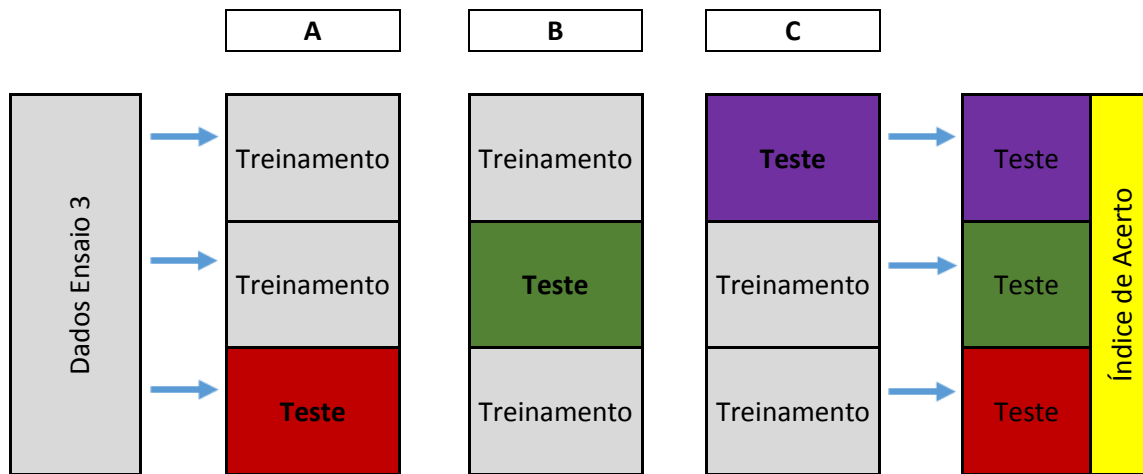 A
B
C
Dados Ensaio 3
Treinamento
Treinamento
Teste
Teste
Treinamento
Teste
Treinamento
Teste
Teste
Treinamento
Treinamento
Teste
Índice de Acerto